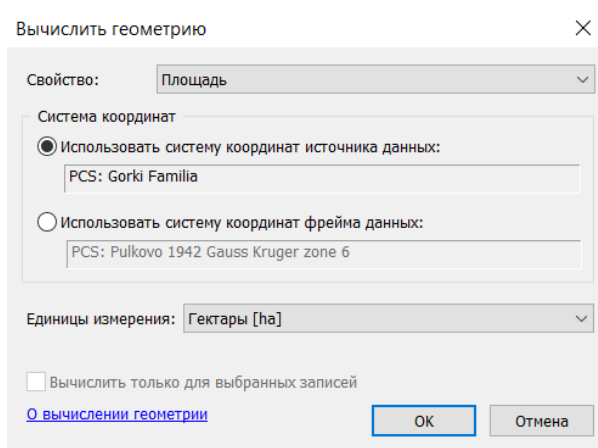 Вычислить геометрию
Свойство: Площадь
Система координат
Использовать систему координат источника данных:
PCS: Gorki Familia
Использовать систему координат фрейма данных:
PCS: Pulkovo 1942 Gauss Kruger zone 6
Единицы измерения: Гектары [ha]
Вычислить только для выбранных записей
О вычислении геометрии
ОК Отмена